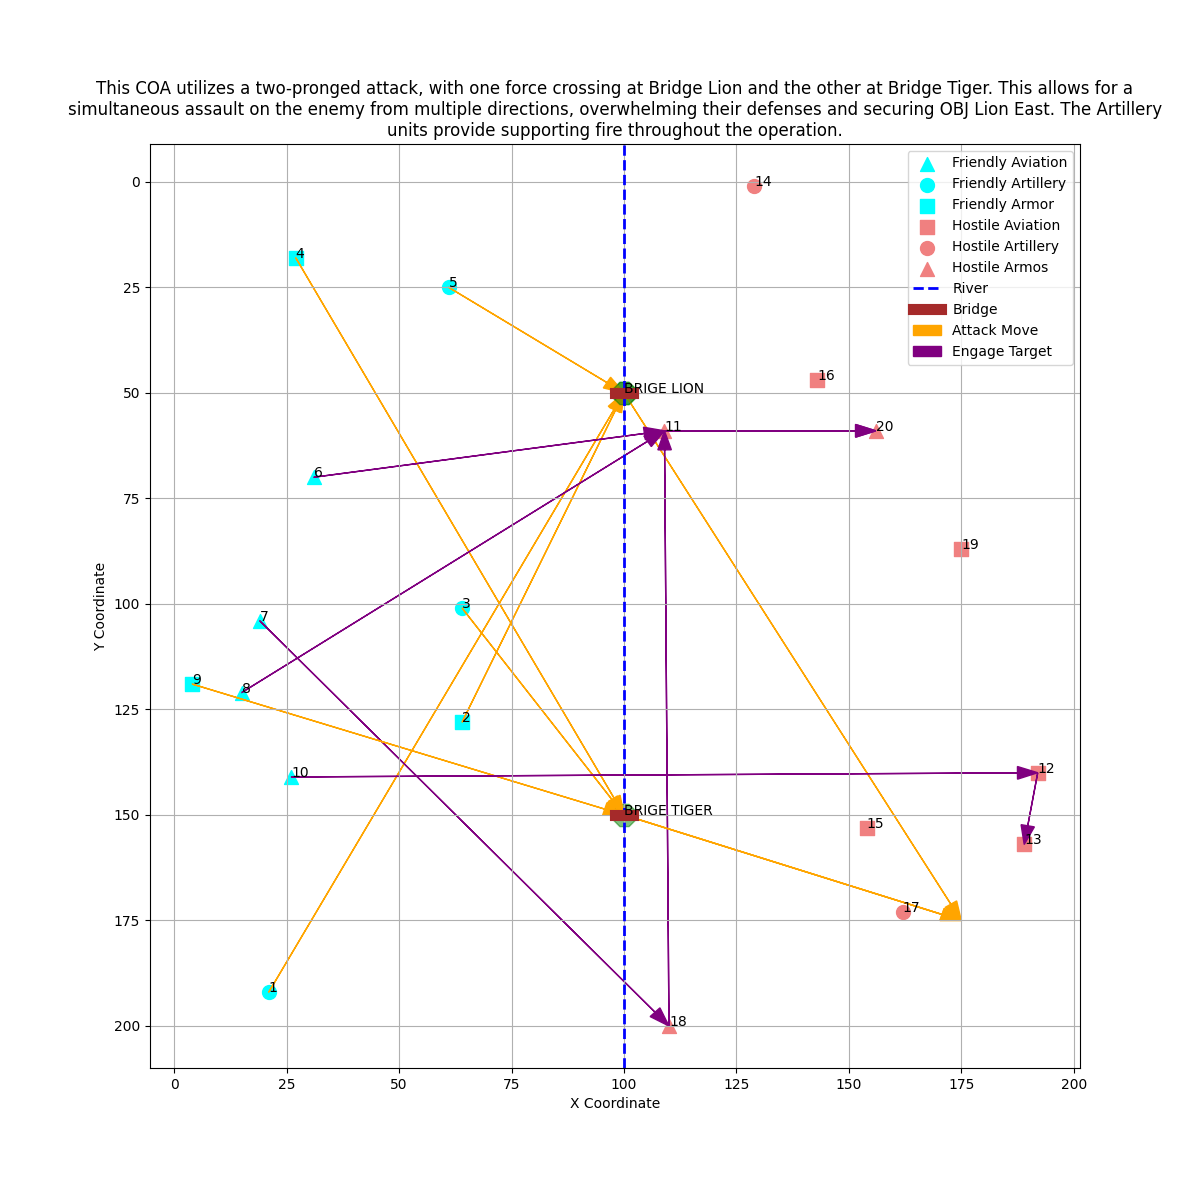 This COA utilizes a two-pronged attack, with one force crossing at Bridge Lion and the other at Bridge Tiger. This allows for a
simultaneous assault on the enemy from multiple directions, overwhelming their defenses and securing OBJ Lion East. The Artillery
units provide supporting fire throughout the operation.
Friendly Aviation
Friendly Artillery
Friendly Armor
Hostile Aviation
Hostile Artillery
Hostile Armos
River
Bridge
Attack Move
Engage Target
14
4
5
16
BRIGE LION
11
20
6
19
3
7
9
8
2
10
12
BRIGE TIGER
15
13
17
1
18
0
25
50
75
100
125
150
175
200
Y Coordinate
0
25
50
75
100
125
150
175
200
X Coordinate